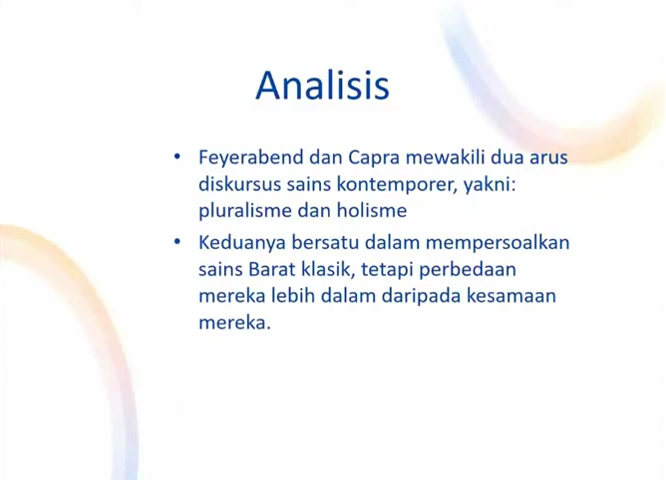 Analisis
• Feyerabend dan Capra mewakili dua arus
diskursus sains kontemporer, yakni:
pluralisme dan holisme
• Keduanya bersatu dalam mempersoalkan
sains Barat klasik, tetapi perbedaan
mereka lebih dalam daripada kesamaan
mereka.